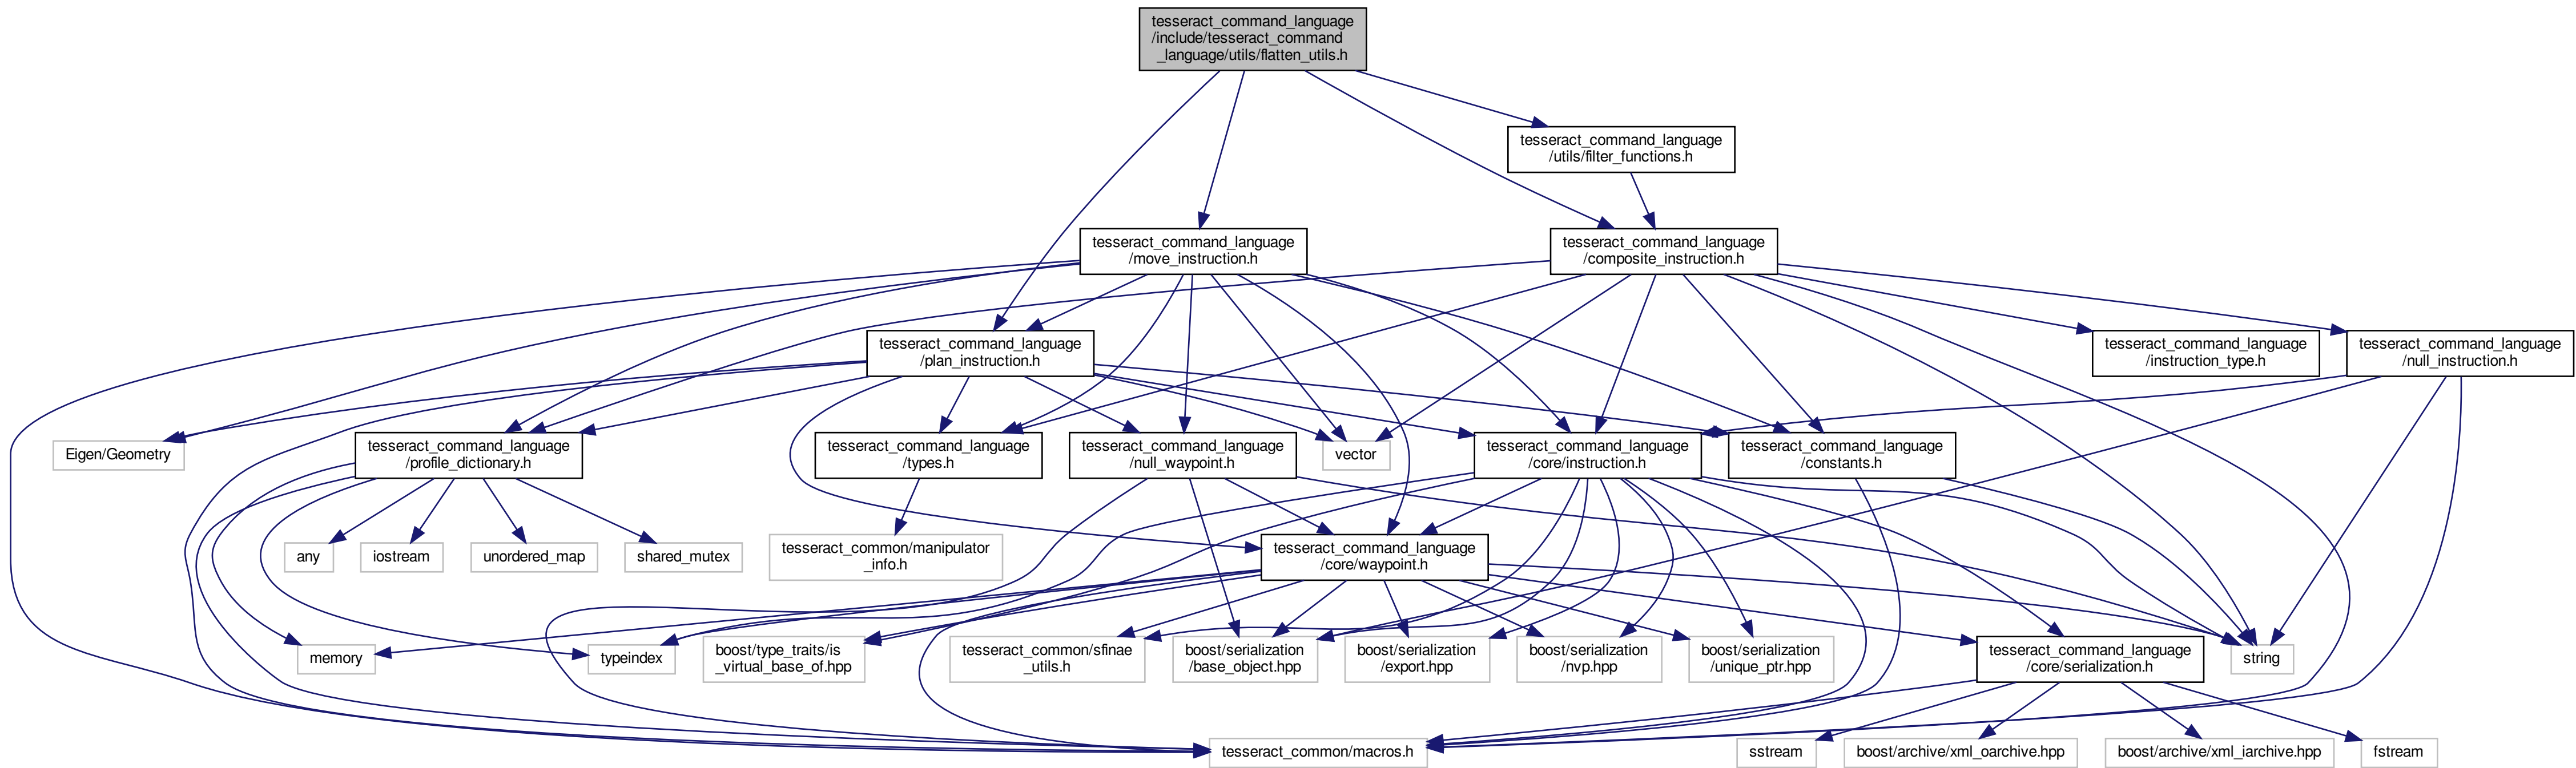 tesseract_command_language
/include/tesseract_command
_language/utils/flatten_utils.h
tesseract_command_language
/utils/filter_functions.h
tesseract_command_language
/move_instruction.h
tesseract_command_language
/composite_instruction.h
tesseract_command_language
/plan_instruction.h
tesseract_command_language
/instruction_type.h
tesseract_command_language
/null_instruction.h
Eigen/Geometry
tesseract_command_language
/profile_dictionary.h
tesseract_command_language
/types.h
tesseract_command_language
/null_waypoint.h
vector
tesseract_command_language
/core/instruction.h
tesseract_command_language
/constants.h
any
iostream
unordered_map
shared_mutex
tesseract_common/manipulator
_info.h
tesseract_command_language
/core/waypoint.h
memory
typeindex
boost/type_traits/is
_virtual_base_of.hpp
tesseract_common/sfinae
_utils.h
boost/serialization
/base_object.hpp
boost/serialization
/export.hpp
boost/serialization
/nvp.hpp
boost/serialization
/unique_ptr.hpp
tesseract_command_language
/core/serialization.h
string
tesseract_common/macros.h
sstream
boost/archive/xml_oarchive.hpp
boost/archive/xml_iarchive.hpp
fstream